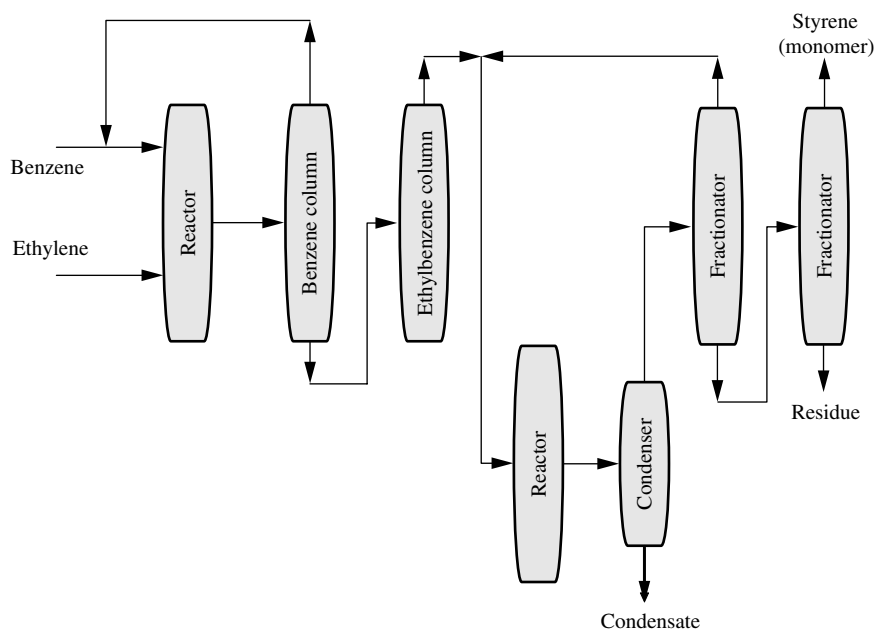 Styrene
(monomer)
Benzene
Ethylene
Reactor
Benzene column
Ethylbenzene column
Fractionator
Fractionator
Residue
Reactor
Condenser
Condensate